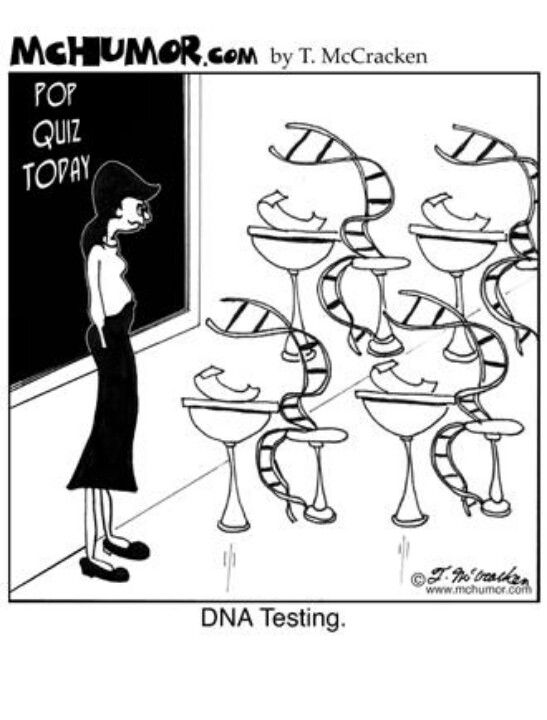 McHUMOR.com by T. McCracken
POP
QUIZ
TODAY
© T. McCracken
www.mchumor.com
DNA Testing.